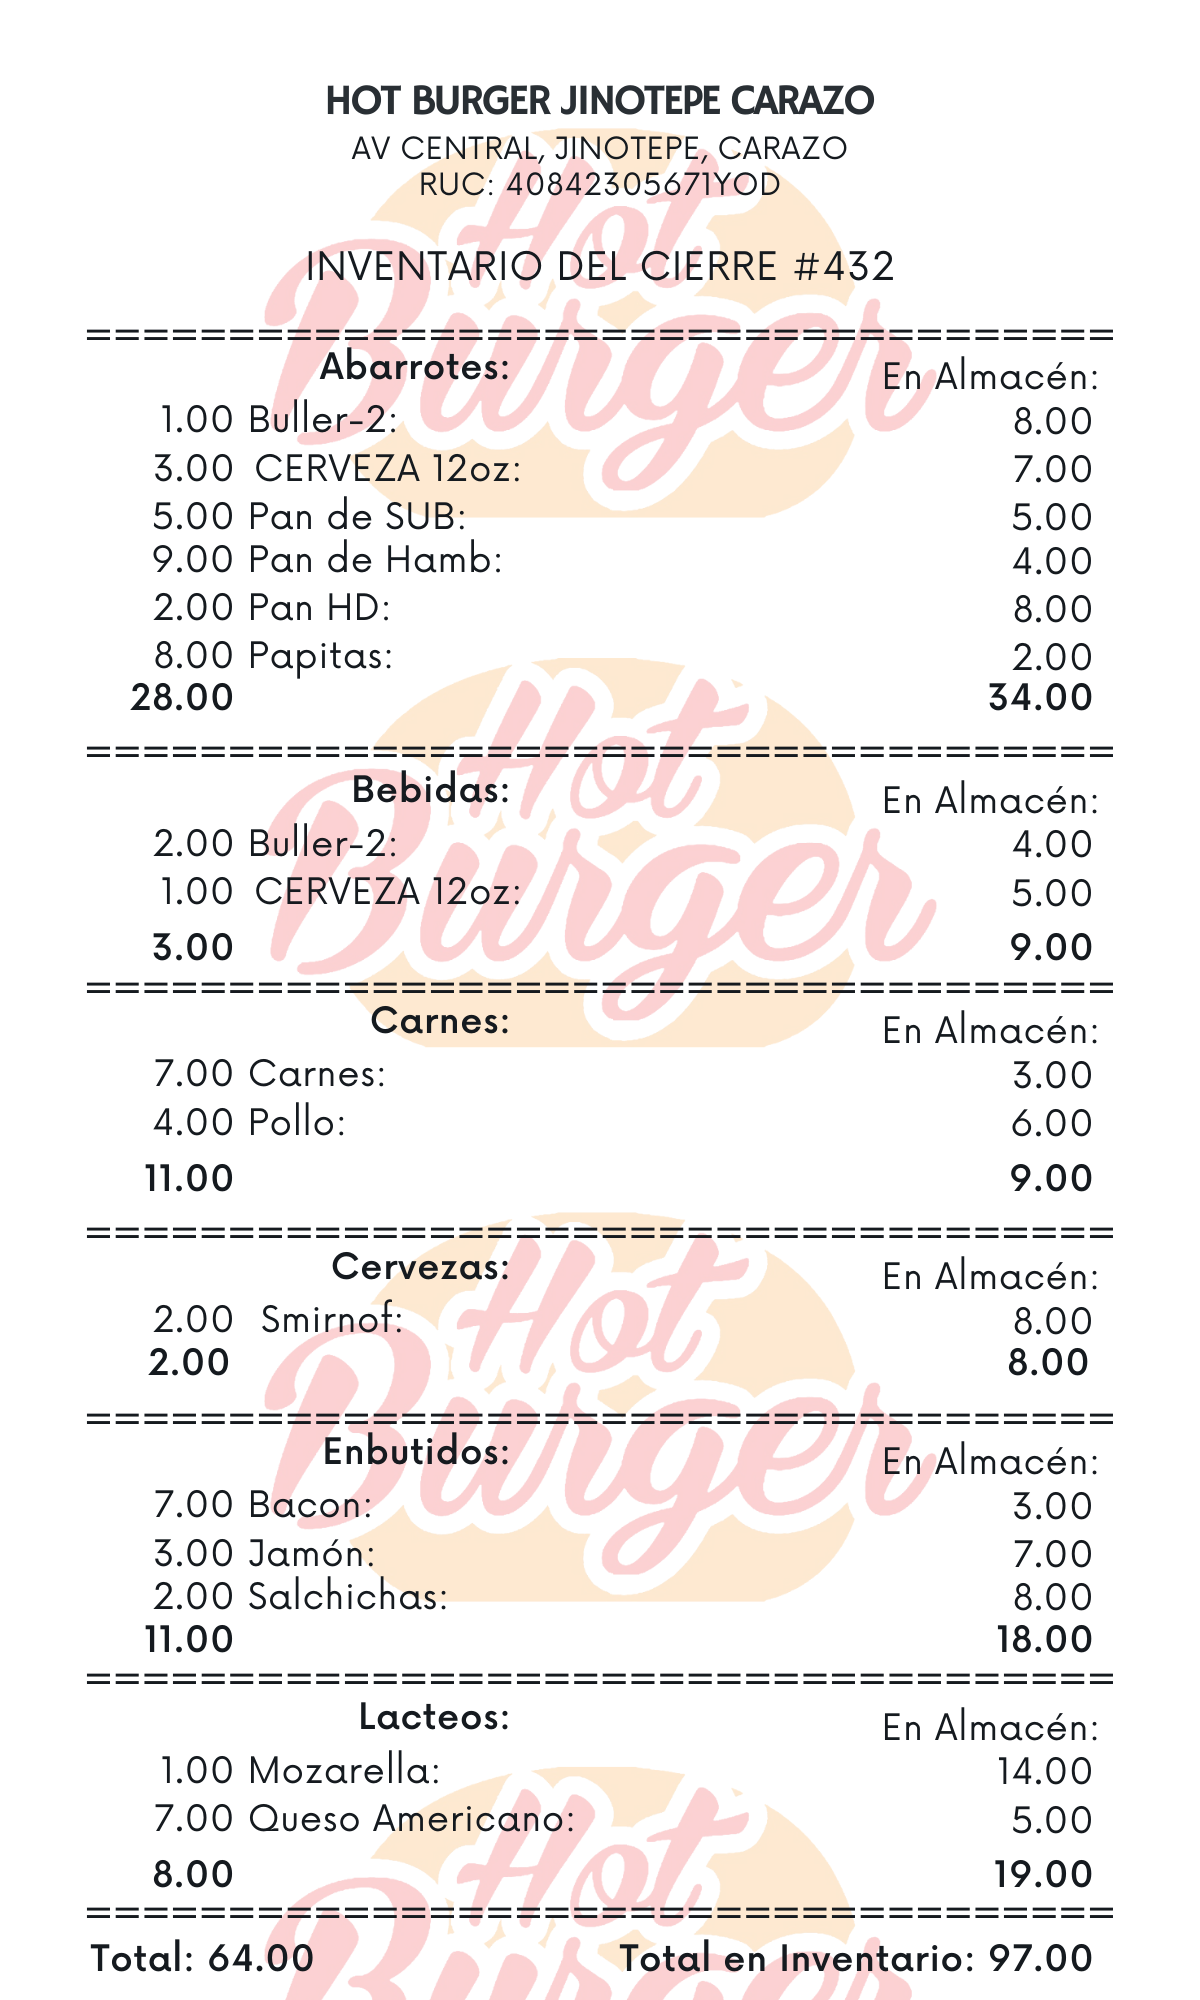 HOT BURGER JINOTEPE CARAZO
AV CENTRAL, JINOTEPE, CARAZO
RUC: 40842305671YOD
INVENTARIO DEL CIERRE #432
====================================
Abarrotes: En Almacén:
1.00 Buller-2: 8.00
3.00 CERVEZA 12oz: 7.00
5.00 Pan de SUB: 5.00
9.00 Pan de Hamb: 4.00
2.00 Pan HD: 8.00
8.00 Papitas: 2.00
28.00 34.00
====================================
Bebidas: En Almacén:
2.00 Buller-2: 4.00
1.00 CERVEZA 12oz: 5.00
3.00 9.00
====================================
Carnes: En Almacén:
7.00 Carnes: 3.00
4.00 Pollo: 6.00
11.00 9.00
====================================
Cervezas: En Almacén:
2.00 Smirnof: 8.00
2.00 8.00
====================================
Enbutidos: En Almacén:
7.00 Bacon: 3.00
3.00 Jamón: 7.00
2.00 Salchichas: 8.00
11.00 18.00
====================================
Lacteos: En Almacén:
1.00 Mozarella: 14.00
7.00 Queso Americano: 5.00
8.00 19.00
====================================
Total: 64.00 Total en Inventario: 97.00
Hot
Burger
Hot
Burger
Hot
Burger
Hot
Burger